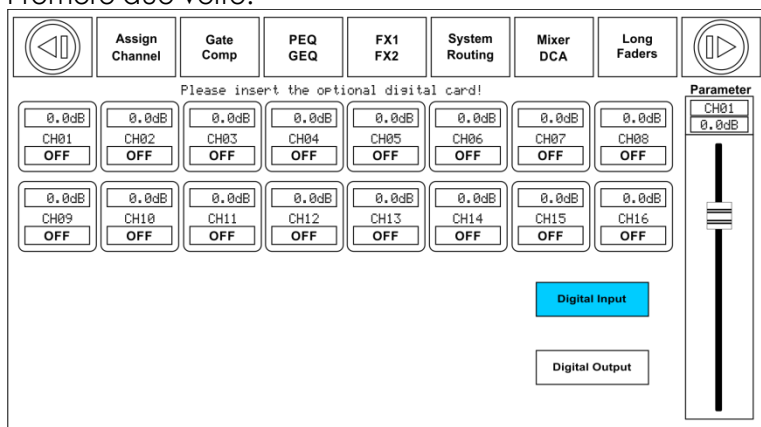 Premere due volte.
Assign Channel
Gate Comp
PEQ GEQ
FX1 FX2
System Routing
Mixer DCA
Long Faders
Please insert the optional digital card!
Parameter
CH01
0.0dB
0.0dB 0.0dB 0.0dB 0.0dB 0.0dB 0.0dB 0.0dB 0.0dB
CH01 CH02 CH03 CH04 CH05 CH06 CH07 CH08
OFF OFF OFF OFF OFF OFF OFF OFF
0.0dB 0.0dB 0.0dB 0.0dB 0.0dB 0.0dB 0.0dB 0.0dB
CH09 CH10 CH11 CH12 CH13 CH14 CH15 CH16
OFF OFF OFF OFF OFF OFF OFF OFF
Digital Input
Digital Output